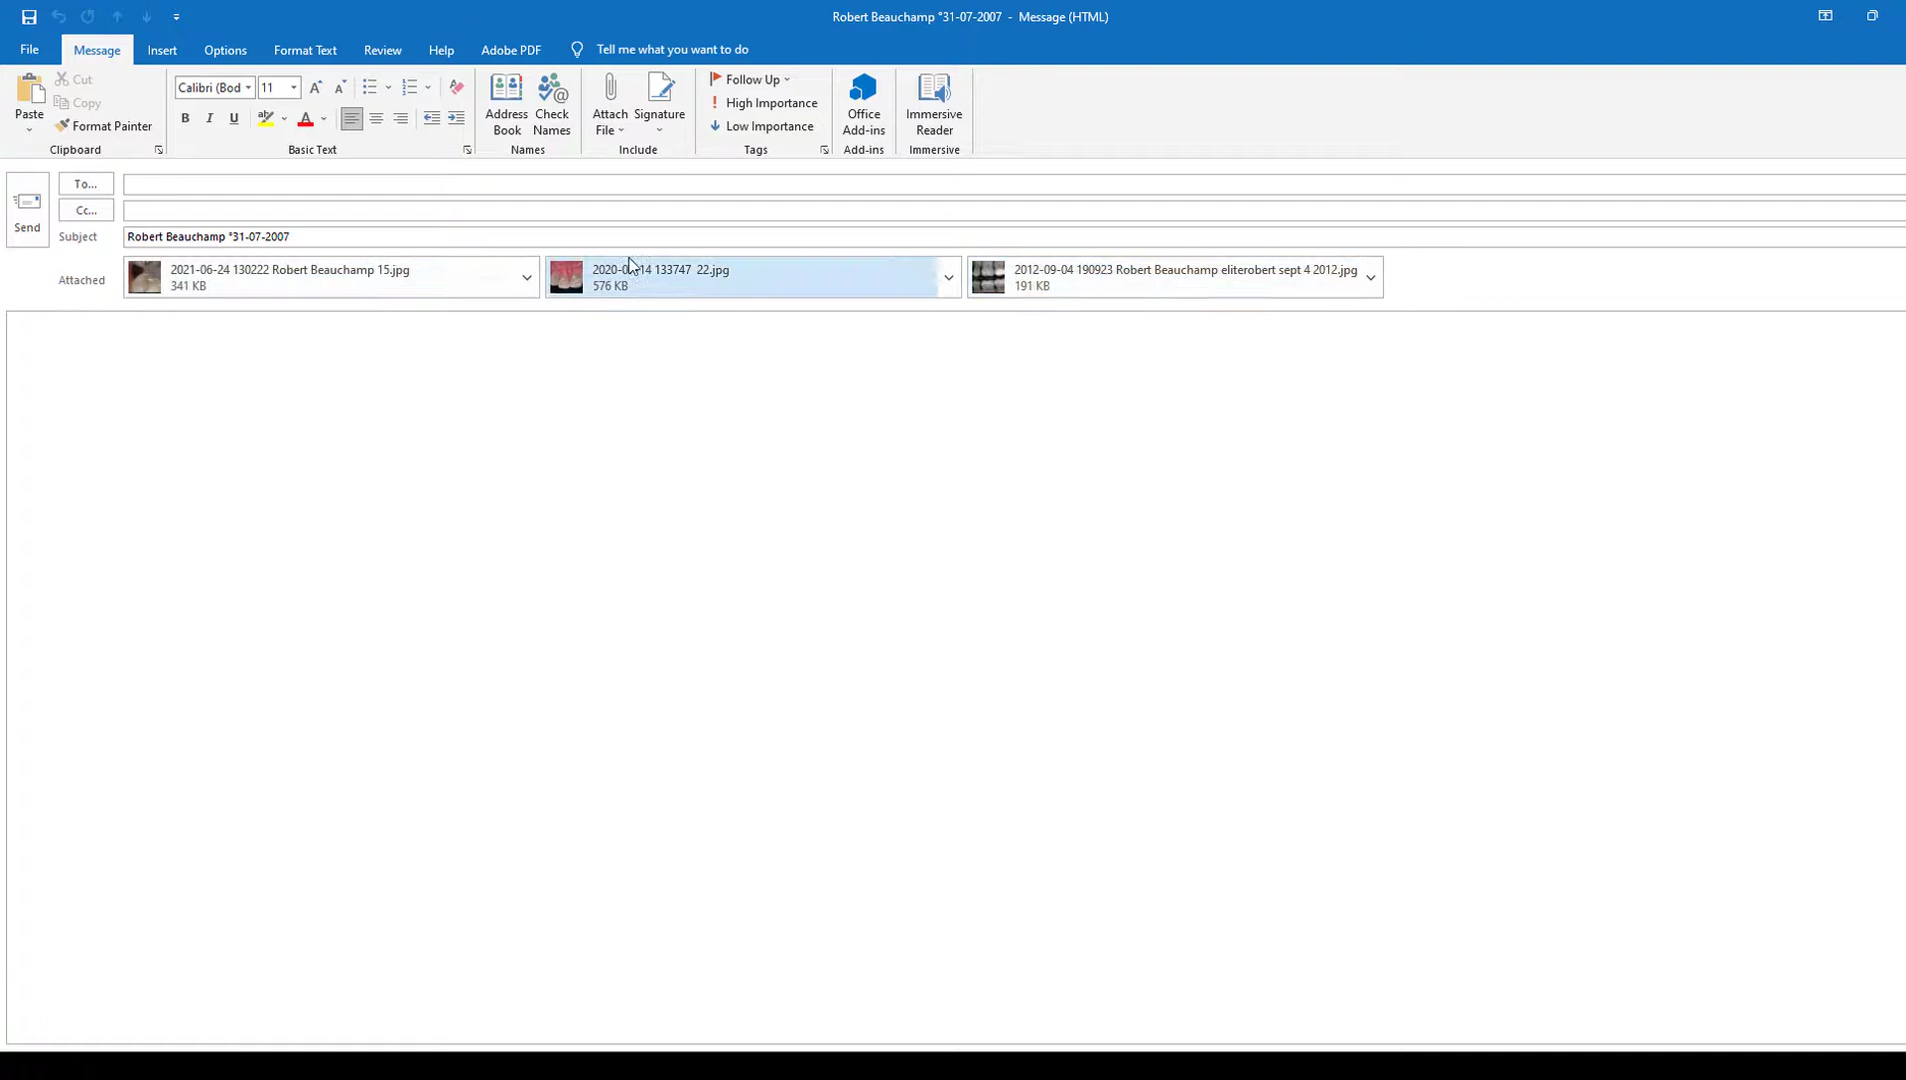 Robert Beauchamp °31-07-2007 - Message (HTML)
File Message Insert Options Format Text Review Help Adobe PDF Tell me what you want to do
Paste
Cut
Copy
Format Painter
Clipboard
Calibri (Bod 11
Basic Text
Address Book
Check Names
Names
Attach File
Signature
Include
Follow Up
High Importance
Low Importance
Tags
Office Add-ins
Add-ins
Immersive Reader
Immersive
Send
To...
Cc...
Subject Robert Beauchamp °31-07-2007
Attached
2021-06-24 130222 Robert Beauchamp 15.jpg
341 KB
14 133747 22.jpg
576 KB
2012-09-04 190923 Robert Beauchamp eliterobert sept 4 2012.jpg
191 KB